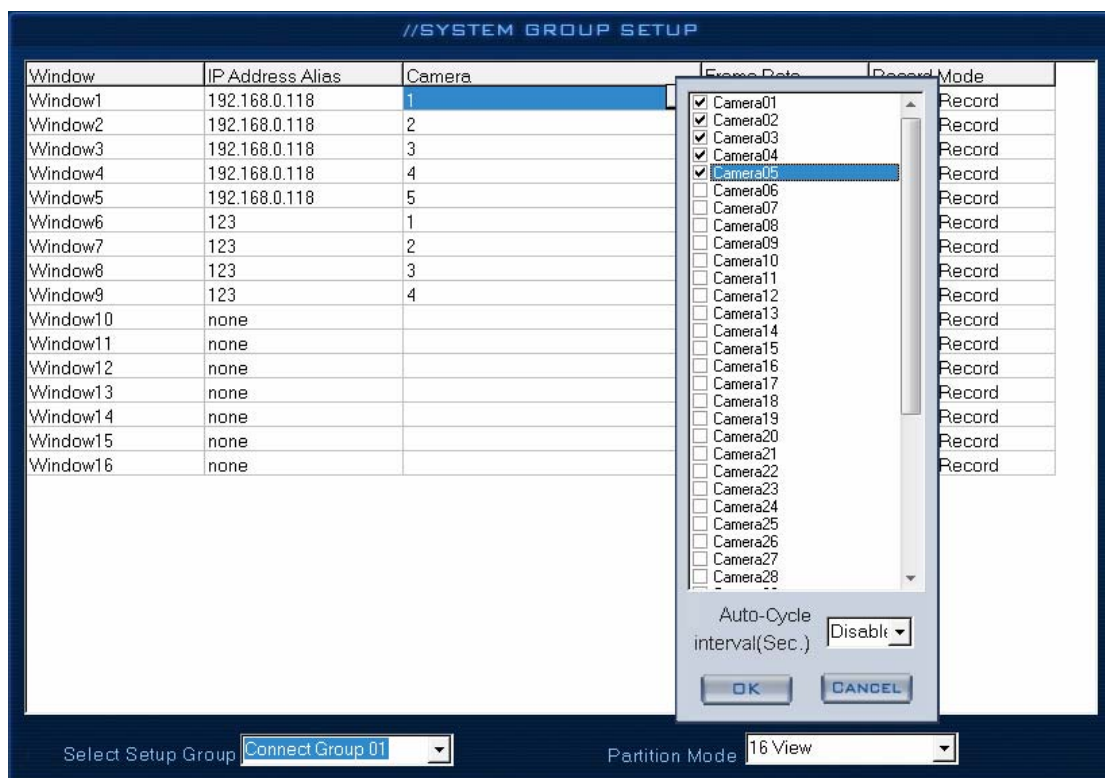 //SYSTEM GROUP SETUP
Window IP Address Alias Camera Frame Rate Record Mode
Window1 192.168.0.118 1 Record
Window2 192.168.0.118 2 Record
Window3 192.168.0.118 3 Record
Window4 192.168.0.118 4 Record
Window5 192.168.0.118 5 Record
Window6 123 1 Record
Window7 123 2 Record
Window8 123 3 Record
Window9 123 4 Record
Window10 none Record
Window11 none Record
Window12 none Record
Window13 none Record
Window14 none Record
Window15 none Record
Window16 none Record
Camera01
Camera02
Camera03
Camera04
Camera05
Camera06
Camera07
Camera08
Camera09
Camera10
Camera11
Camera12
Camera13
Camera14
Camera15
Camera16
Camera17
Camera18
Camera19
Camera20
Camera21
Camera22
Camera23
Camera24
Camera25
Camera26
Camera27
Camera28
Auto-Cycle
interval(Sec.) Disable
OK CANCEL
Select Setup Group Connect Group 01 Partition Mode 16 View